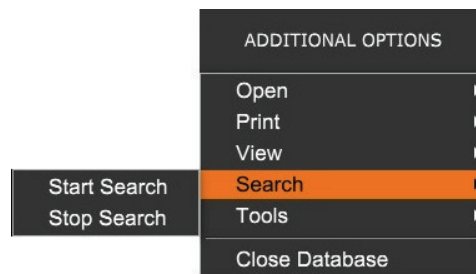 ADDITIONAL OPTIONS
Open
Print
View
Search
Start Search
Stop Search
Tools
Close Database